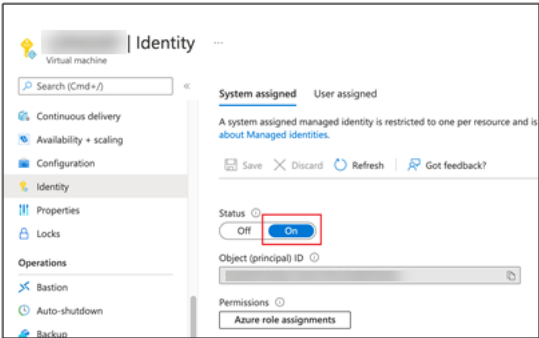 | Identity ...
Virtual machine
Search (Cmd+/)
«
Continuous delivery
Availability + scaling
Configuration
Identity
Properties
Locks
Operations
Bastion
Auto-shutdown
Backup
System assigned User assigned
A system assigned managed identity is restricted to one per resource and is
about Managed identities.
Save Discard Refresh Got feedback?
Status
Off On
Object (principal) ID
Permissions
Azure role assignments